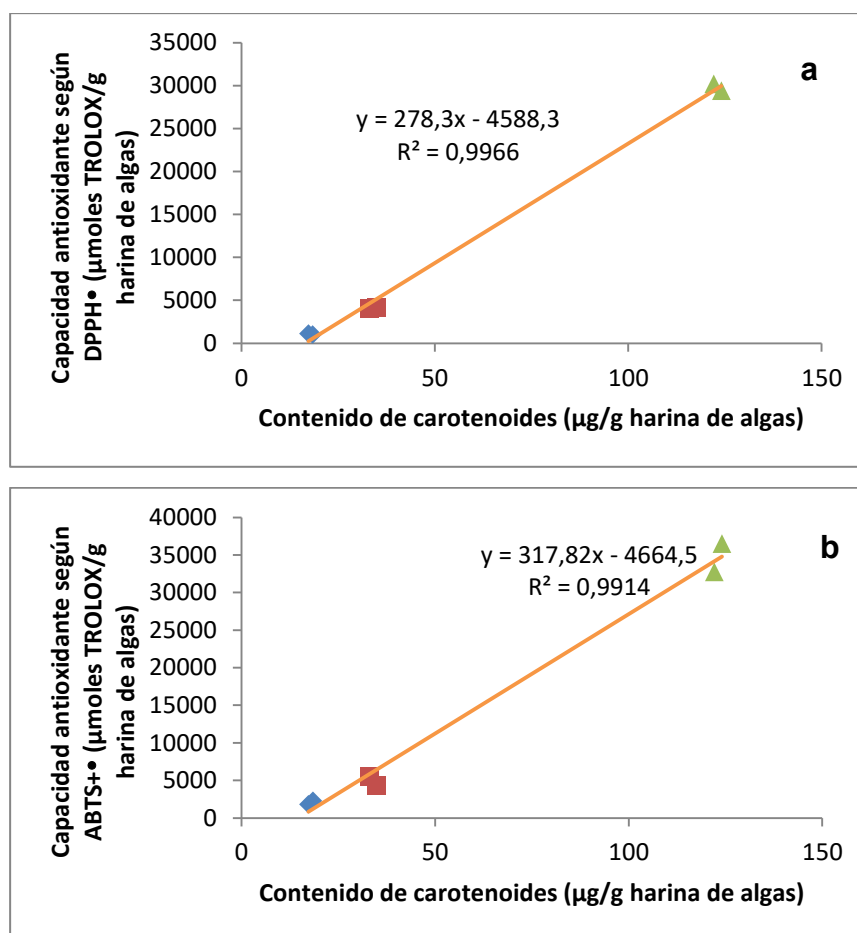 a
y = 278,3x - 4588,3
R² = 0,9966
Capacidad antioxidante según
DPPH• (µmoles TROLOX/g
harina de algas)
35000
30000
25000
20000
15000
10000
5000
0
0 50 100 150
Contenido de carotenoides (µg/g harina de algas)
b
y = 317,82x - 4664,5
R² = 0,9914
Capacidad antioxidante según
ABTS+• (µmoles TROLOX/g
harina de algas)
40000
35000
30000
25000
20000
15000
10000
5000
0
0 50 100 150
Contenido de carotenoides (µg/g harina de algas)